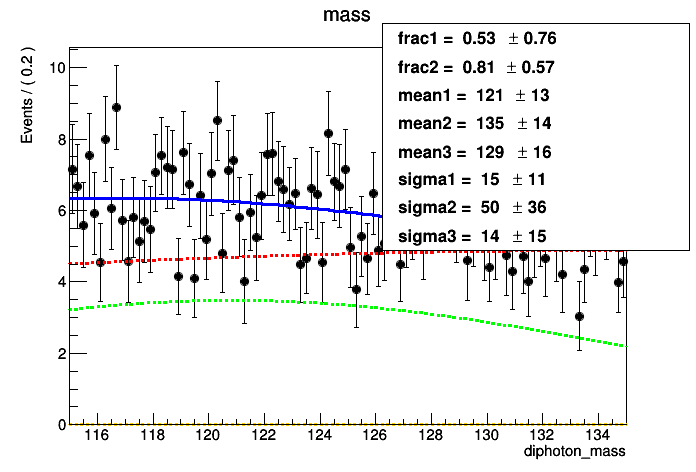 mass
frac1 = 0.53 ± 0.76
frac2 = 0.81 ± 0.57
mean1 = 121 ± 13
mean2 = 135 ± 14
mean3 = 129 ± 16
sigma1 = 15 ± 11
sigma2 = 50 ± 36
sigma3 = 14 ± 15
Events / ( 0.2 )
10
8
6
4
2
0
116 118 120 122 124 126 128 130 132 134
diphoton_mass